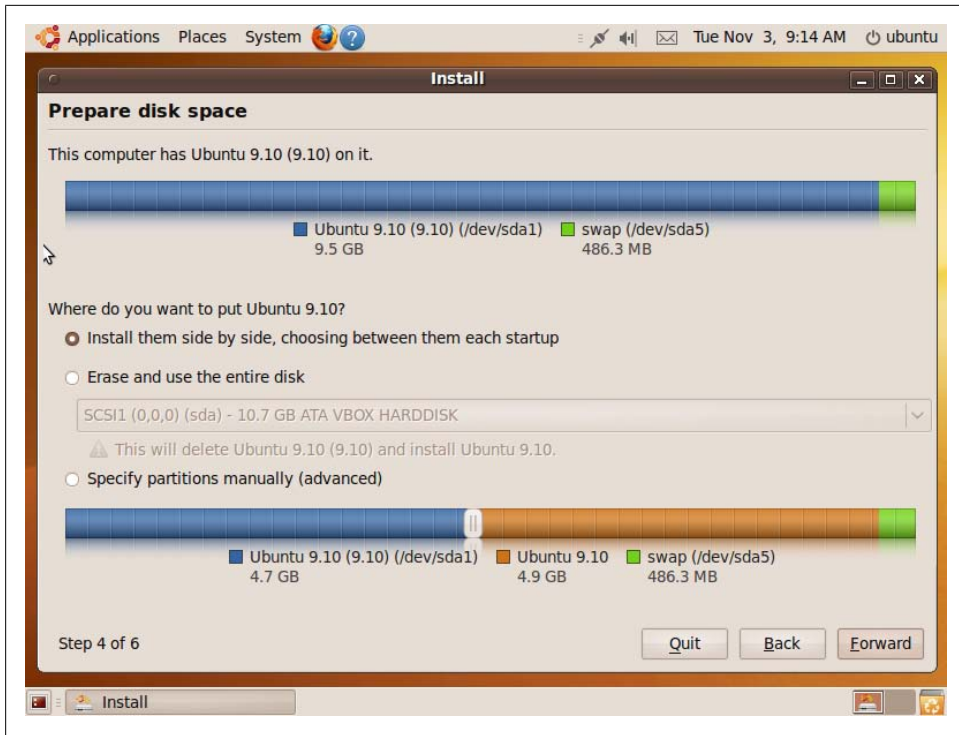 Applications Places System Tue Nov 3, 9:14 AM ubuntu
Install
Prepare disk space
This computer has Ubuntu 9.10 (9.10) on it.
Ubuntu 9.10 (9.10) (/dev/sda1) swap (/dev/sda5)
9.5 GB 486.3 MB
Where do you want to put Ubuntu 9.10?
Install them side by side, choosing between them each startup
Erase and use the entire disk
SCSI1 (0,0,0) (sda) - 10.7 GB ATA VBOX HARDDISK
This will delete Ubuntu 9.10 (9.10) and install Ubuntu 9.10.
Specify partitions manually (advanced)
Ubuntu 9.10 (9.10) (/dev/sda1) Ubuntu 9.10 swap (/dev/sda5)
4.7 GB 4.9 GB 486.3 MB
Step 4 of 6 Quit Back Forward
Install